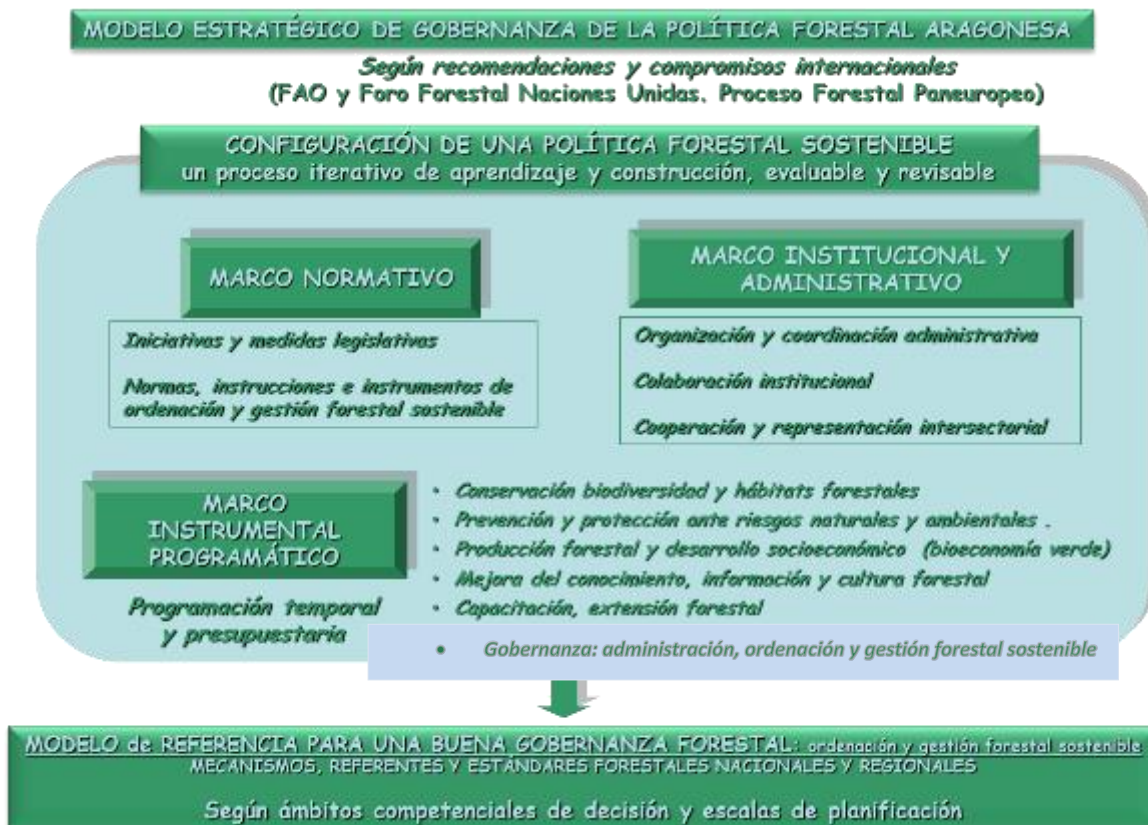 MODELO ESTRATÉGICO DE GOBERNANZA DE LA POLÍTICA FORESTAL ARAGONESA
Según recomendaciones y compromisos internacionales
(FAO y Foro Forestal Naciones Unidas. Proceso Forestal Paneuropeo)
CONFIGURACIÓN DE UNA POLÍTICA FORESTAL SOSTENIBLE
un proceso iterativo de aprendizaje y construcción, evaluable y revisable
MARCO NORMATIVO
Iniciativas y medidas legislativas
Normas, instrucciones e instrumentos de
ordenación y gestión forestal sostenible
MARCO INSTITUCIONAL Y
ADMINISTRATIVO
Organización y coordinación administrativa
Colaboración institucional
Cooperación y representación intersectorial
MARCO
INSTRUMENTAL
PROGRAMÁTICO
Programación temporal
y presupuestaria
• Conservación biodiversidad y hábitats forestales
• Prevención y protección ante riesgos naturales y ambientales .
• Producción forestal y desarrollo socioeconómico (bioeconomía verde)
• Mejora del conocimiento, información y cultura forestal
• Capacitación, extensión forestal
• Gobernanza: administración, ordenación y gestión forestal sostenible
MODELO de REFERENCIA PARA UNA BUENA GOBERNANZA FORESTAL: ordenación y gestión forestal sostenible
MECANISMOS, REFERENTES Y ESTÁNDARES FORESTALES NACIONALES Y REGIONALES
Según ámbitos competenciales de decisión y escalas de planificación